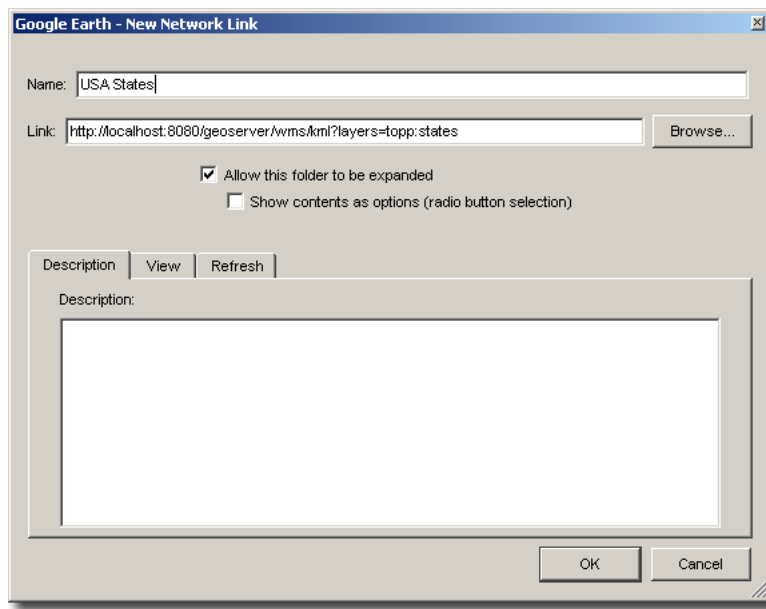 Google Earth - New Network Link
Name: USA States
Link: http://localhost:8080/geoserver/wms/kml?layers=topp:states Browse...
Allow this folder to be expanded
Show contents as options (radio button selection)
Description View Refresh
Description:
OK Cancel